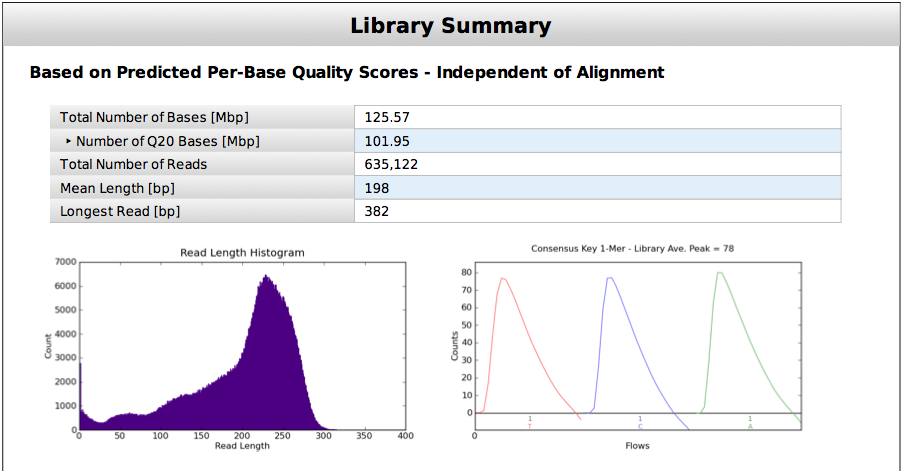 Library Summary
Based on Predicted Per-Base Quality Scores - Independent of Alignment
Total Number of Bases [Mbp] 125.57
▸ Number of Q20 Bases [Mbp] 101.95
Total Number of Reads 635,122
Mean Length [bp] 198
Longest Read [bp] 382
Read Length Histogram
7000
6000
5000
4000
3000
2000
1000
0
Count
0 50 100 150 200 250 300 350 400
Read Length
Consensus Key 1-Mer - Library Ave. Peak = 78
80
70
60
50
40
30
20
10
0
Counts
1 1 1
T C A
0
Flows